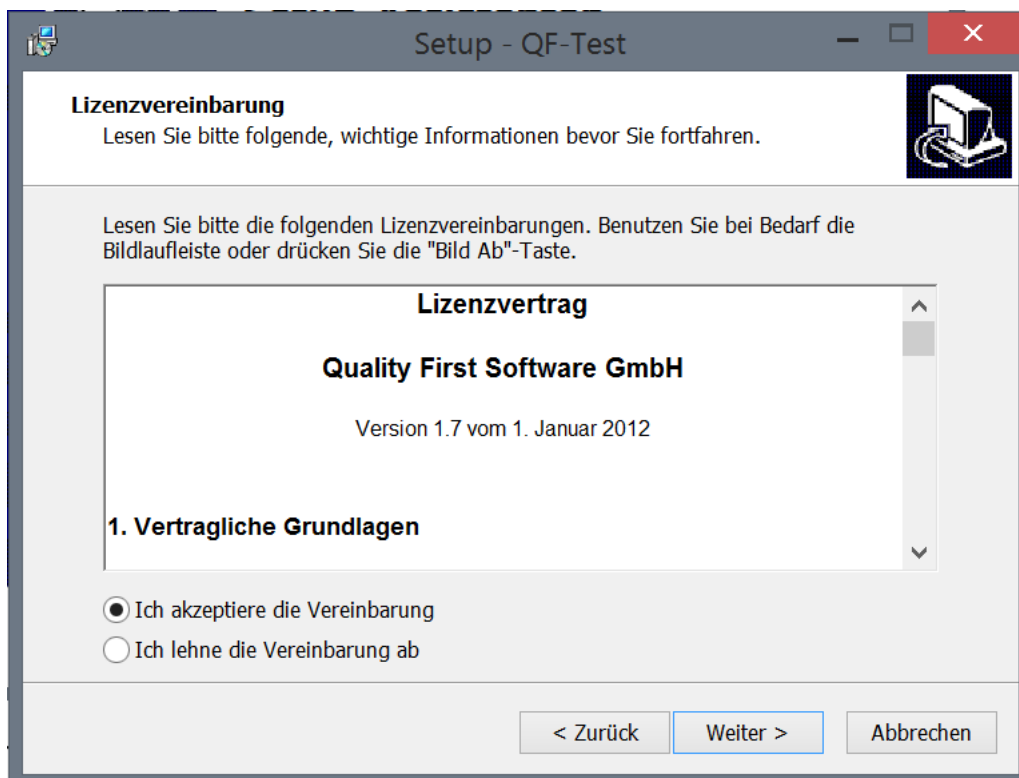 Setup - QF-Test
Lizenzvereinbarung
Lesen Sie bitte folgende, wichtige Informationen bevor Sie fortfahren.
Lesen Sie bitte die folgenden Lizenzvereinbarungen. Benutzen Sie bei Bedarf die
Bildlaufleiste oder drücken Sie die "Bild Ab"-Taste.
Lizenzvertrag
Quality First Software GmbH
Version 1.7 vom 1. Januar 2012
1. Vertragliche Grundlagen
Ich akzeptiere die Vereinbarung
Ich lehne die Vereinbarung ab
< Zurück Weiter > Abbrechen